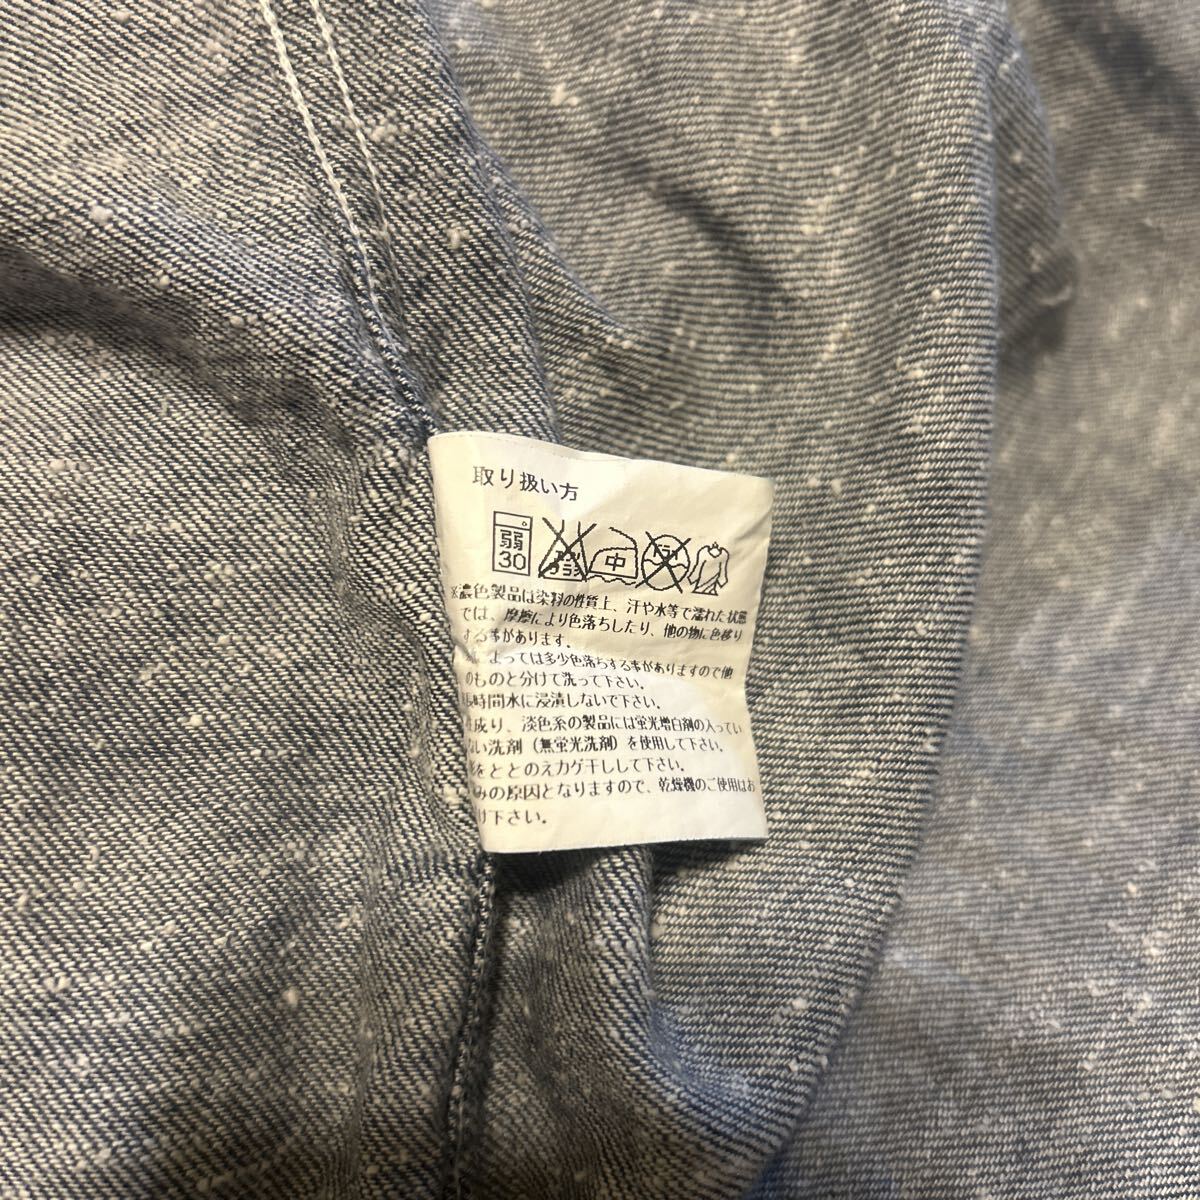 取り扱い方
弱 30 中 ドライ
※濃色製品は染料の性質上、汗や水等で濡れた状態
では、摩擦により色落ちしたり、他の物に色移り
する事があります。
よっては多少色落ちする事がありますので他
のものと分けて洗って下さい。
長時間水に浸漬しないで下さい。
成り、淡色系の製品には蛍光増白剤の入ってい
ない洗剤（無蛍光洗剤）を使用して下さい。
形をととのえカゲ干しして下さい。
みの原因となりますので、乾燥機のご使用はお
け下さい。